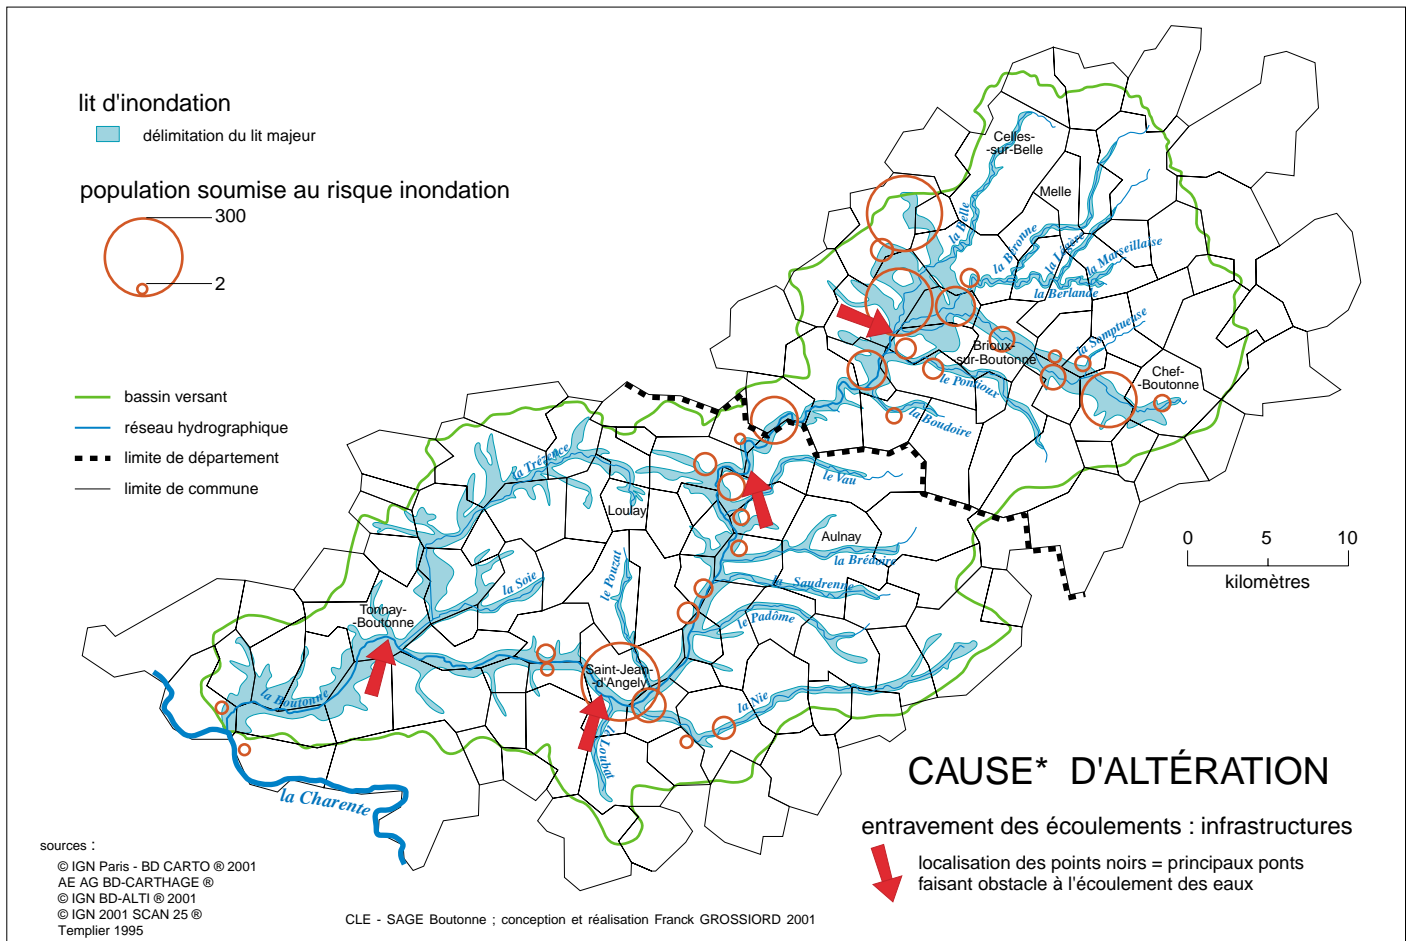 lit d'inondation
délimitation du lit majeur
population soumise au risque inondation
300
2
bassin versant
réseau hydrographique
limite de département
limite de commune
Celles-
-sur-Belle
Melle
la Belle
la Béronne
la Légère
la Marseillaise
la Berlande
la Somptueuse
Brioux-
-sur-Boutonne
Chef-
-Boutonne
le Pontioux
la Boudoire
la Trézence
le Vau
Loulay
Aulnay
la Brédoire
la Saudrenne
le Pouzat
la Soie
le Padôme
Tonnay-
-Boutonne
Saint-Jean-
-d'Angely
la Boutonne
la Nie
le Loubat
la Charente
0 5 10
kilomètres
CAUSE* D'ALTÉRATION
entravement des écoulements : infrastructures
localisation des points noirs = principaux ponts
faisant obstacle à l'écoulement des eaux
sources :
© IGN Paris - BD CARTO ® 2001
AE AG BD-CARTHAGE ®
© IGN BD-ALTI ® 2001
© IGN 2001 SCAN 25 ®
Templier 1995
CLE - SAGE Boutonne ; conception et réalisation Franck GROSSIORD 2001